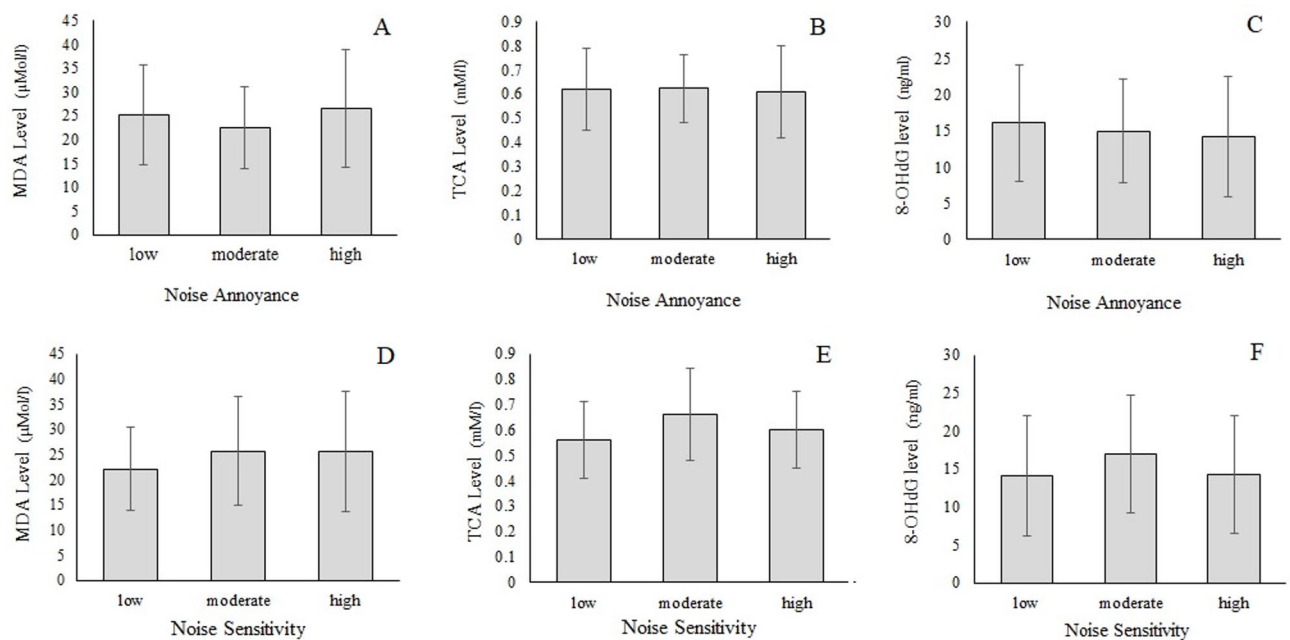 A
MDA Level (µMol/l)
45
40
35
30
25
20
15
10
5
0
low moderate high
Noise Annoyance
B
TCA Level (mM/l)
0.9
0.8
0.7
0.6
0.5
0.4
0.3
0.2
0.1
0
low moderate high
Noise Annoyance
C
8-OHdG level (ng/ml)
30
25
20
15
10
5
0
low moderate high
Noise Annoyance
D
MDA Level (µMol/l)
45
40
35
30
25
20
15
10
5
0
low moderate high
Noise Sensitivity
E
TCA Level (mM/l)
0.9
0.8
0.7
0.6
0.5
0.4
0.3
0.2
0.1
0
low moderate high
Noise Sensitivity
F
8-OHdG level (ng/ml)
30
25
20
15
10
5
0
low moderate high
Noise Sensitivity